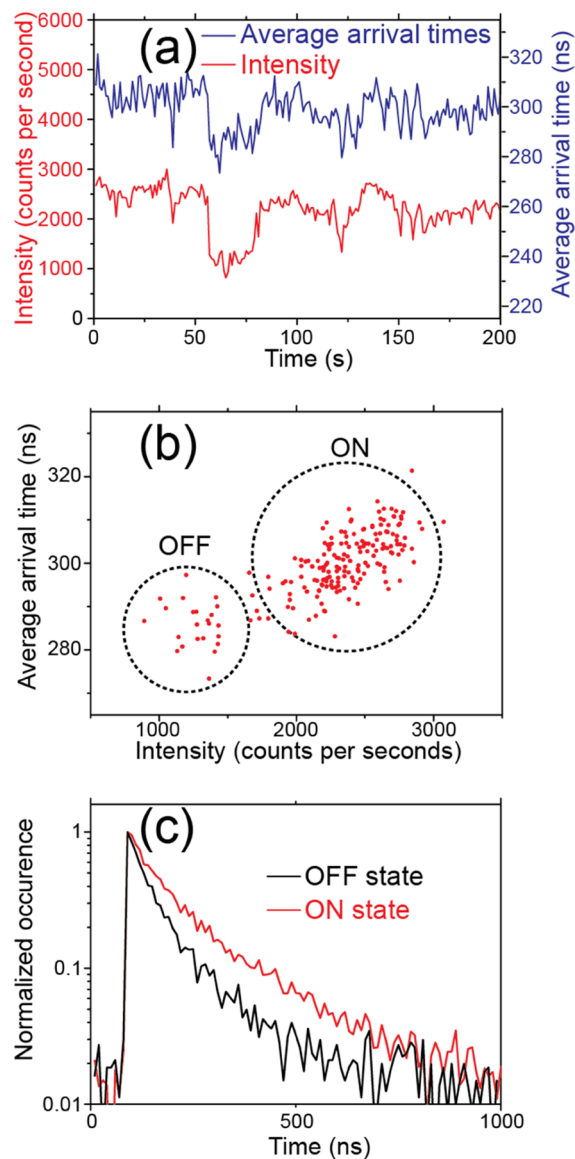 (a)
Average arrival times
Intensity
Intensity (counts per second)
6000
5000
4000
3000
2000
1000
0
Average arrival time (ns)
320
300
280
260
240
220
0
50
100
150
200
Time (s)
(b)
ON
OFF
Average arrival time (ns)
320
300
280
1000
2000
3000
Intensity (counts per seconds)
(c)
OFF state
ON state
Normalized occurence
1
0.1
0.01
0
500
1000
Time (ns)